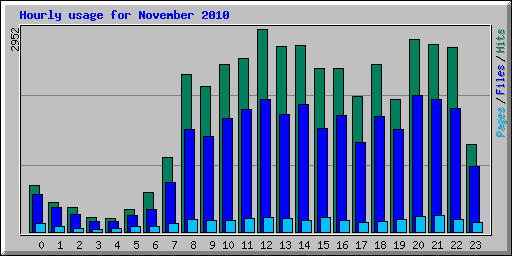 Hourly usage for November 2010
2952
Pages/Files/Hits
0 1 2 3 4 5 6 7 8 9 10 11 12 13 14 15 16 17 18 19 20 21 22 23